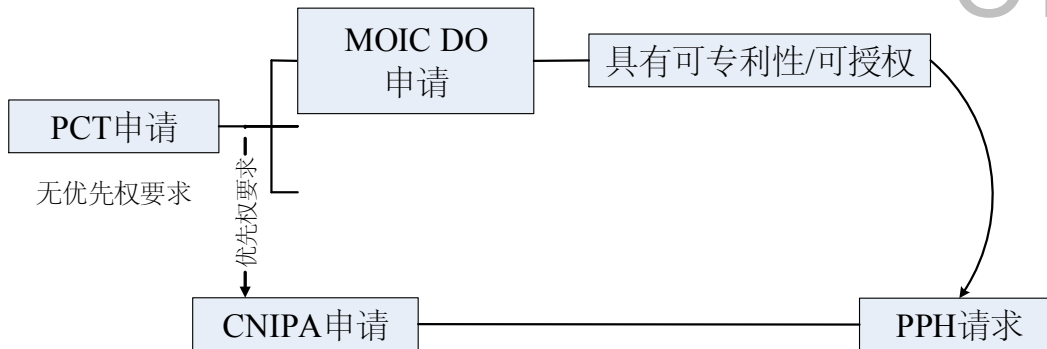 MOIC DO
申请
具有可专利性/可授权
PCT申请
无优先权要求
优先权要求
CNIPA申请
PPH请求